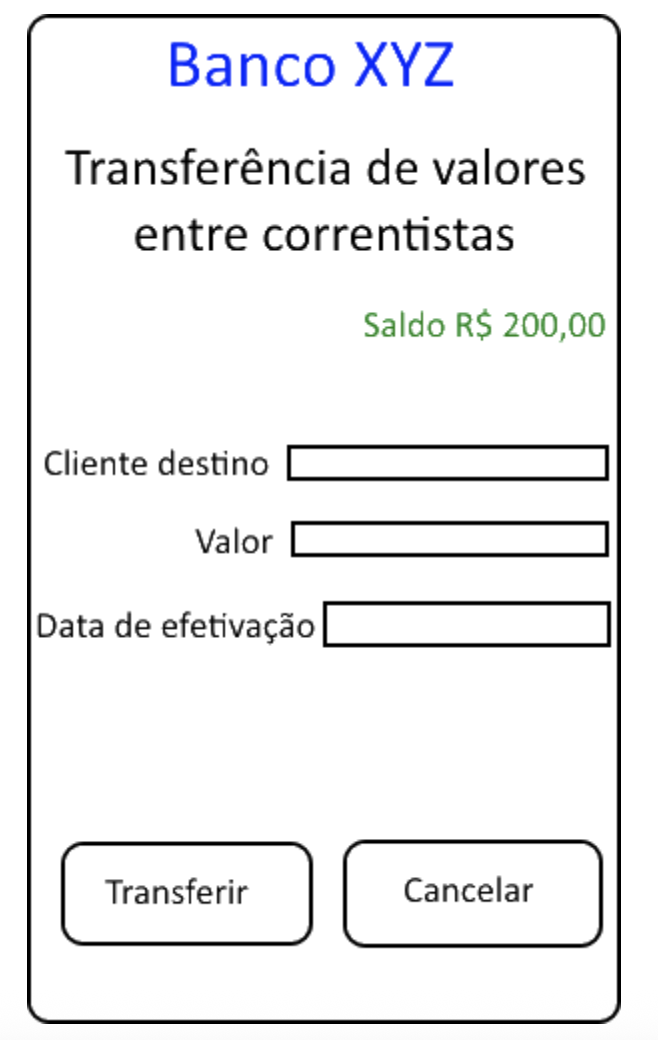 Banco XYZ
Transferência de valores
entre correntistas
Saldo R$ 200,00
Cliente destino
Valor
Data de efetivação
Transferir
Cancelar